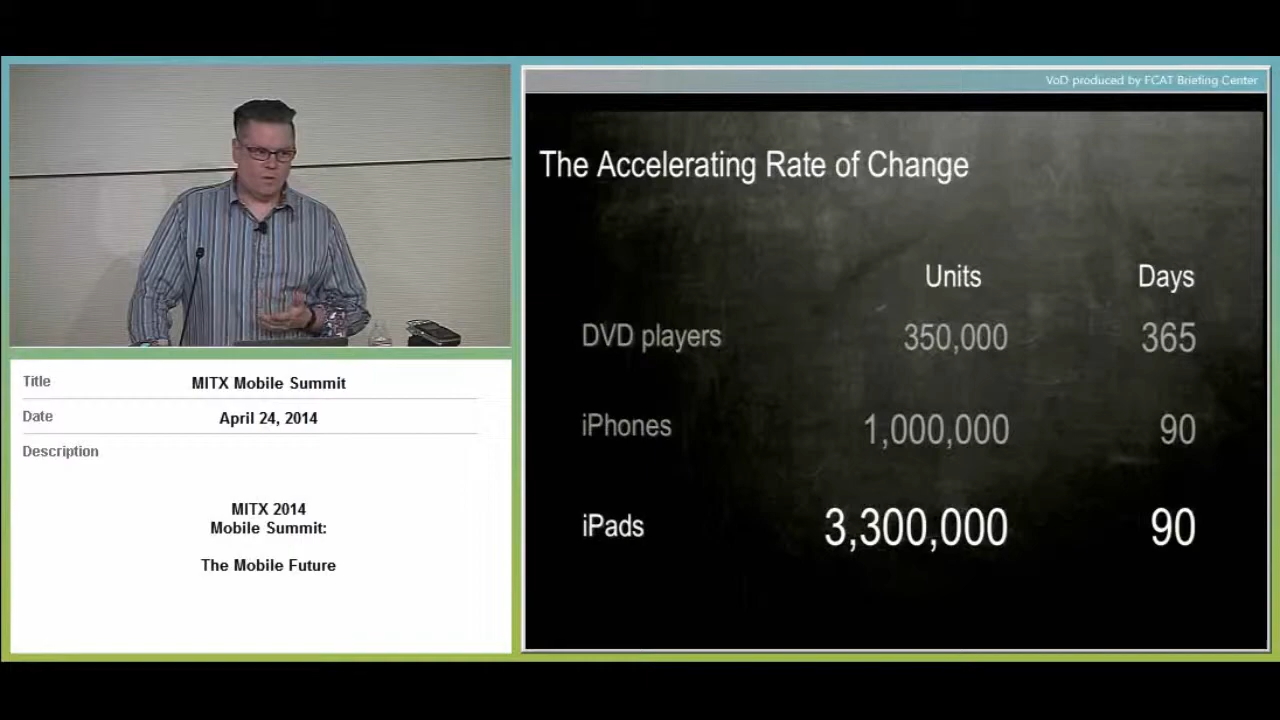 VoD produced by FCAT Briefing Center
The Accelerating Rate of Change
Units Days
DVD players 350,000 365
iPhones 1,000,000 90
iPads 3,300,000 90
Title MITX Mobile Summit
Date April 24, 2014
Description
MITX 2014
Mobile Summit:
The Mobile Future